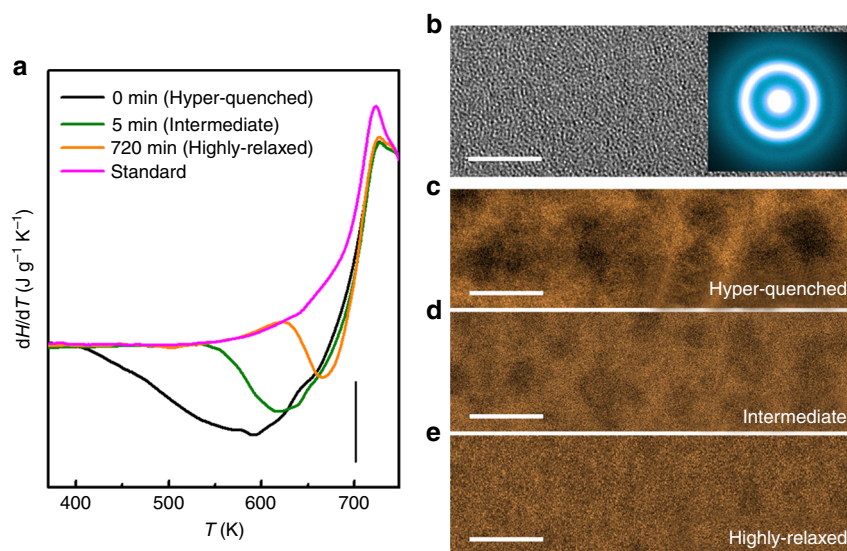 a
0 min (Hyper-quenched)
5 min (Intermediate)
720 min (Highly-relaxed)
Standard
dH/dT (J g⁻¹ K⁻¹)
400
500
600
700
T (K)
b
c
Hyper-quenched
d
Intermediate
e
Highly-relaxed